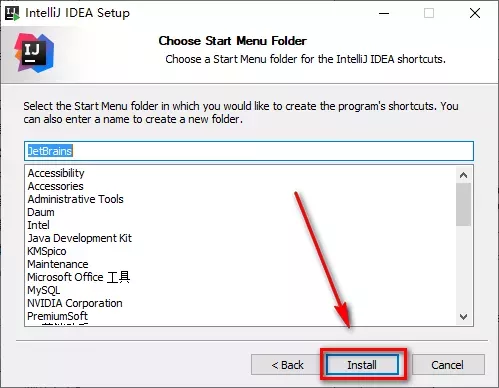 IntelliJ IDEA Setup
IJ
Choose Start Menu Folder
Choose a Start Menu folder for the IntelliJ IDEA shortcuts.
Select the Start Menu folder in which you would like to create the program's shortcuts. You
can also enter a name to create a new folder.
JetBrains
Accessibility
Accessories
Administrative Tools
Daum
Intel
Java Development Kit
KMSpico
Maintenance
Microsoft Office 工具
MySQL
NVIDIA Corporation
PremiumSoft
< Back Install Cancel